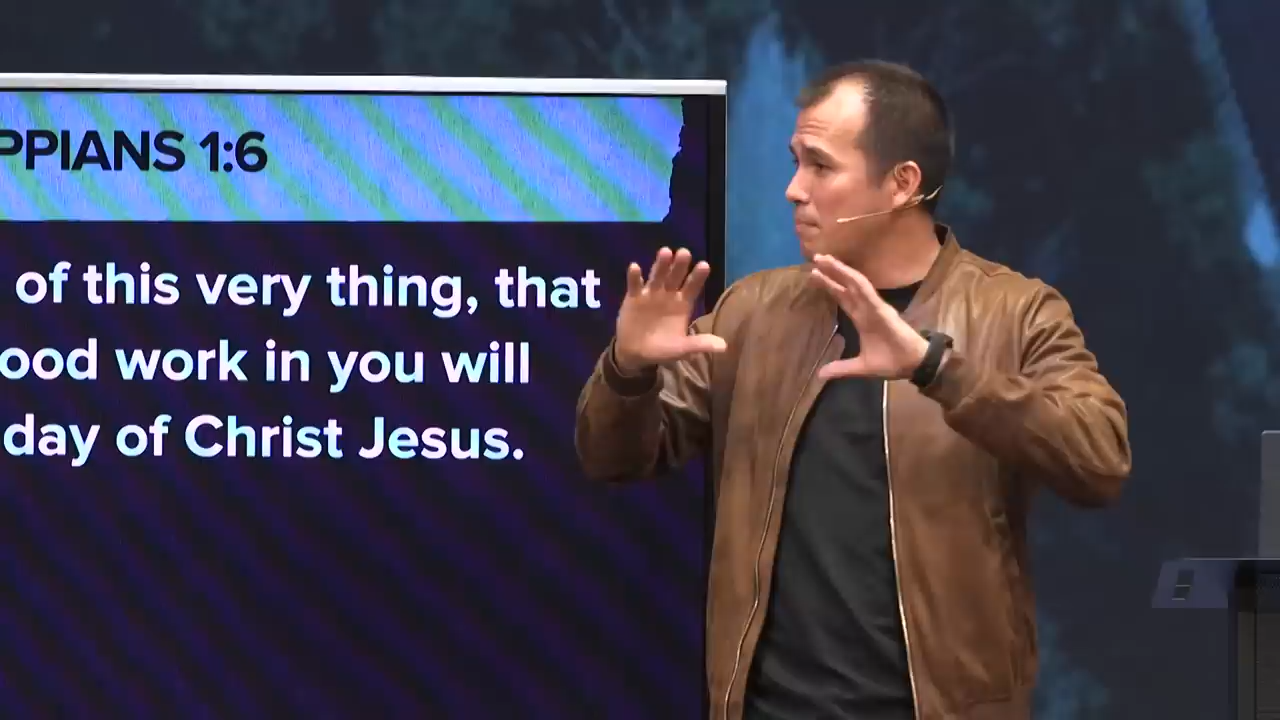 PPIANS 1:6
of this very thing, that
ood work in you will
day of Christ Jesus.